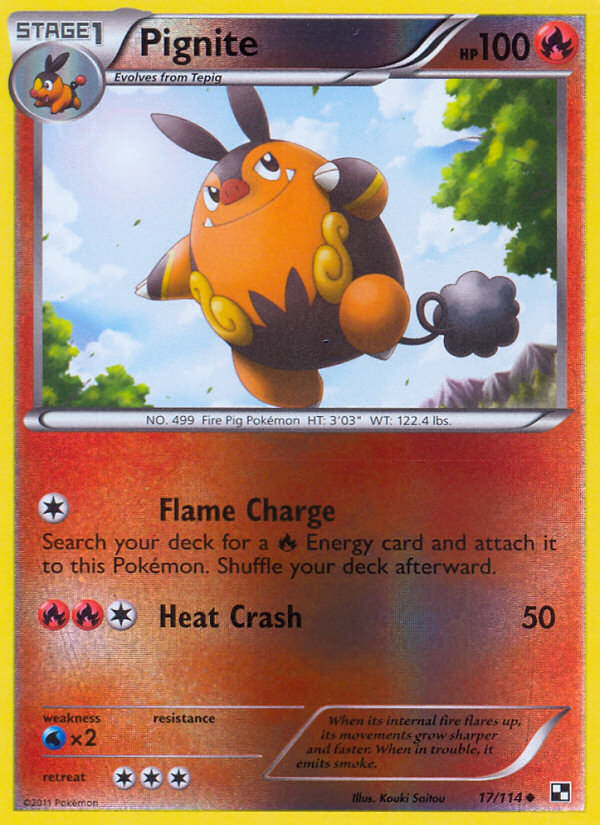 STAGE1
Pignite
HP100
Evolves from Tepig
NO. 499 Fire Pig Pokémon HT: 3'03" WT: 122.4 lbs.
Flame Charge
Search your deck for a Energy card and attach it
to this Pokémon. Shuffle your deck afterward.
Heat Crash 50
weakness resistance
×2
When its internal fire flares up,
its movements grow sharper
and faster. When in trouble, it
emits smoke.
retreat
©2011 Pokémon
Illus. Kouki Saitou 17/114